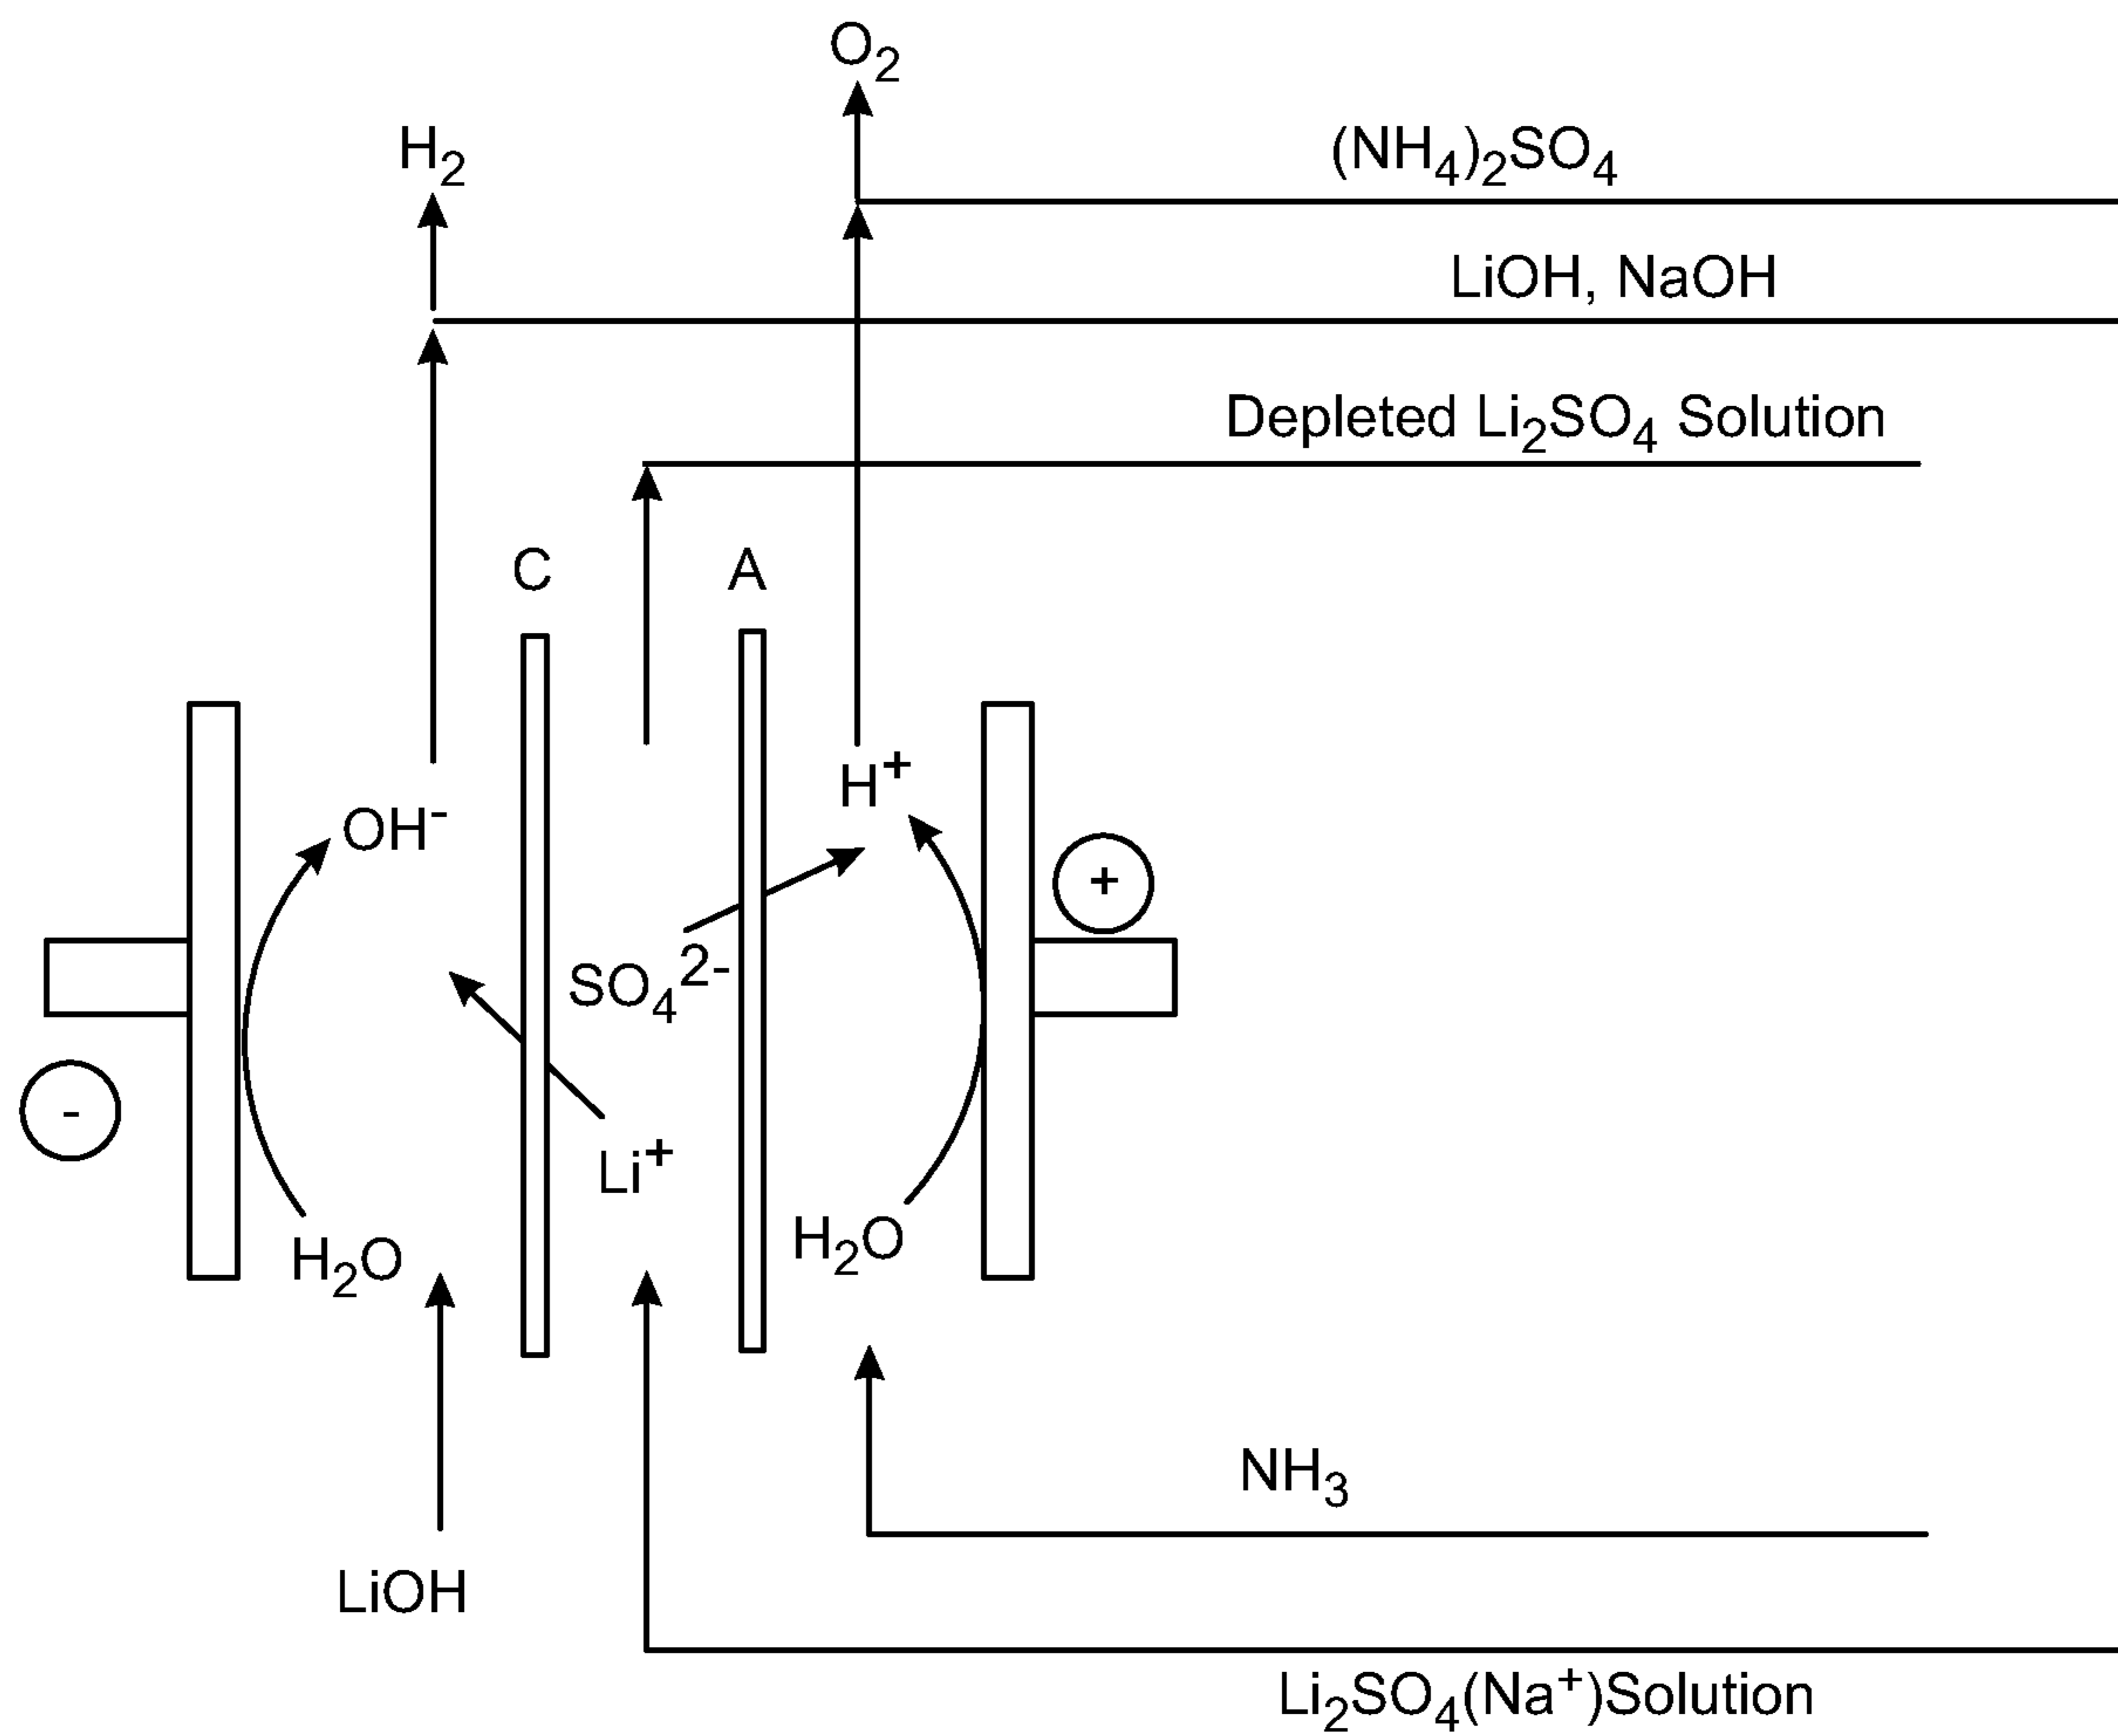 O₂
H₂
(NH₄)₂SO₄
LiOH, NaOH
Depleted Li₂SO₄ Solution
C
A
H⁺
OH⁻
+
SO₄²⁻
-
Li⁺
H₂O
H₂O
NH₃
LiOH
Li₂SO₄(Na⁺)Solution